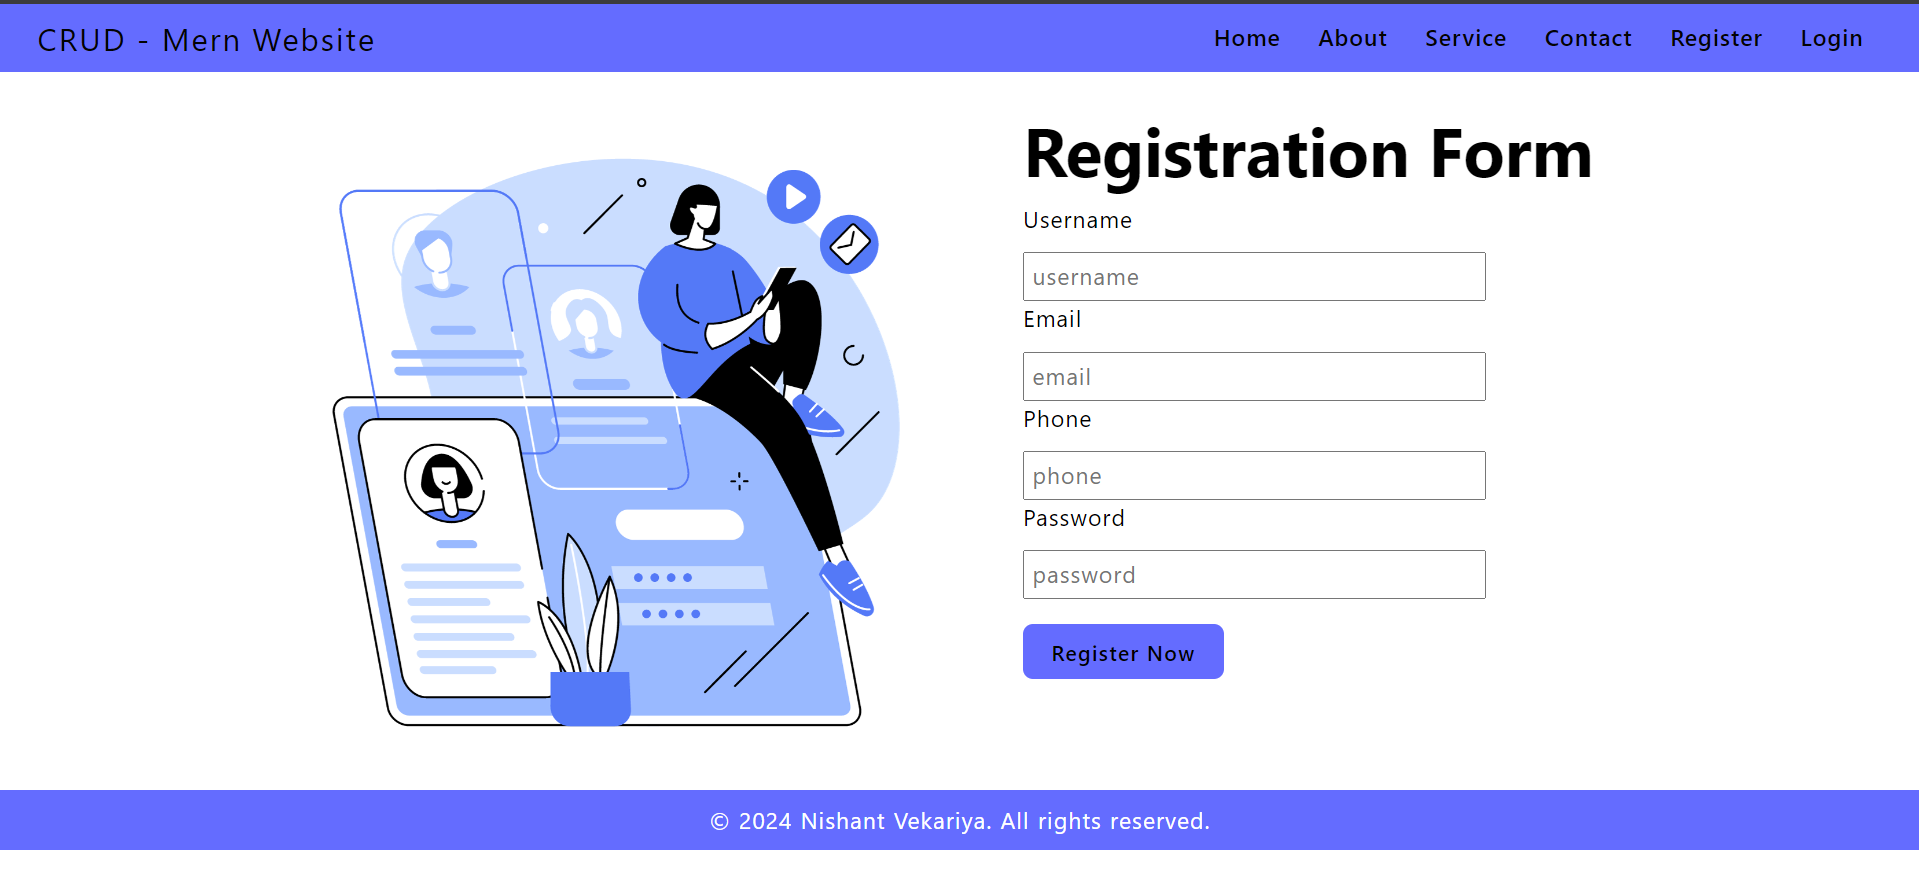 CRUD - Mern Website
Home About Service Contact Register Login
Registration Form
Username
username
Email
email
Phone
phone
Password
password
Register Now
© 2024 Nishant Vekariya. All rights reserved.